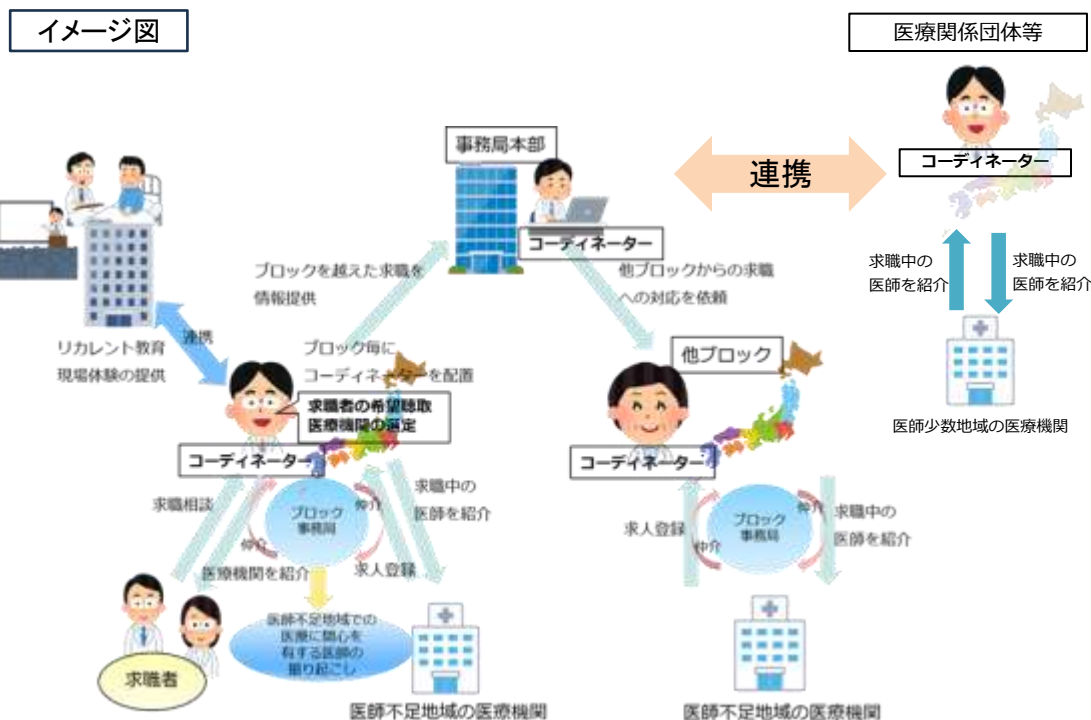 イメージ図
医療関係団体等
事務局本部
連携
コーディネーター
コーディネーター
ブロックを越えた求職を
情報提供
他ブロックからの求職
への対応を依頼
求職中の
医師を紹介
求職中の
医師を紹介
リカレント教育
現場体験の提供
連携
ブロック毎に
コーディネーターを配置
他ブロック
求職者の希望聴取
医療機関の選定
医師少数地域の医療機関
コーディネーター
コーディネーター
求職相談
ブロック
事務局
仲介
仲介
求職中の
医師を紹介
医療機関を紹介
求人登録
求人登録
ブロック
事務局
仲介
仲介
求職中の
医師を紹介
医師不足地域での
医療に関心を
有する医師の
掘り起こし
求職者
医師不足地域の医療機関
医師不足地域の医療機関